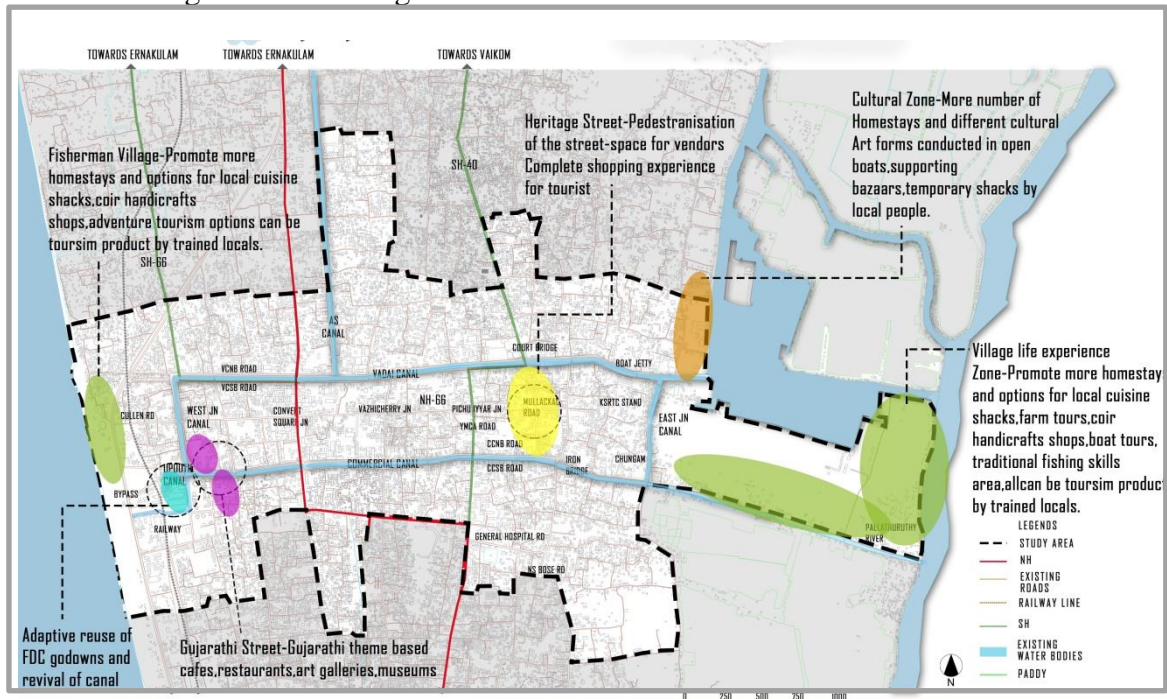 TOWARDS ERNAKULAM
TOWARDS ERNAKULAM
TOWARDS VAIKOM
Fisherman Village-Promote more
homestays and options for local cuisine
shacks,coir handicrafts
shops,adventure tourism options can be
toursim product by trained locals.
SH-66
SH-40
Heritage Street-Pedestranisation
of the street-space for vendors
Complete shopping experience
for tourist
Cultural Zone-More number of
Homestays and different cultural
Art forms conducted in open
boats,supporting
bazaars,temporary shacks by
local people.
AS
CANAL
COURT BRIDGE
BOAT JETTY
VCNB ROAD
VADAI CANAL
VCSB ROAD
NH-66
CULLEN RD
WEST JN
CANAL
CONVENT
SQUARE JN
VAZHICHERRY JN
PICHU IYYAR JN
MULLACKAL
ROAD
YMCA ROAD
KSRTC STAND
EAST JN
CANAL
CCNB ROAD
COMMERCIAL CANAL
CCSB ROAD
IRON
BRIDGE
CHUNGAM
CANAL
BYPASS
RAILWAY
GENERAL HOSPITAL RD
NS BOSE RD
PALLATHURUTHY
RIVER
Village life experience
Zone-Promote more homestay
and options for local cuisine
shacks,farm tours,coir
handicrafts shops,boat tours,
traditional fishing skills
area,allcan be toursim product
by trained locals.
LEGENDS
STUDY AREA
NH
EXISTING
ROADS
RAILWAY LINE
SH
EXISTING
WATER BODIES
PADDY
Adaptive reuse of
FDC godowns and
revival of canal
Gujarathi Street-Gujarathi theme based
cafes,restaurants,art galleries,museums
N
0 250 500 750 1000